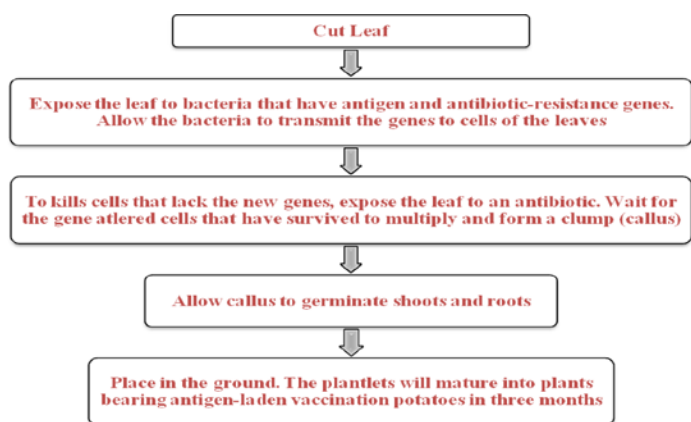 Cut Leaf
Expose the leaf to bacteria that have antigen and antibiotic-resistance genes.
Allow the bacteria to transmit the genes to cells of the leaves
To kills cells that lack the new genes, expose the leaf to an antibiotic. Wait for
the gene atlered cells that have survived to multiply and form a clump (callus)
Allow callus to germinate shoots and roots
Place in the ground. The plantlets will mature into plants
bearing antigen-laden vaccination potatoes in three months